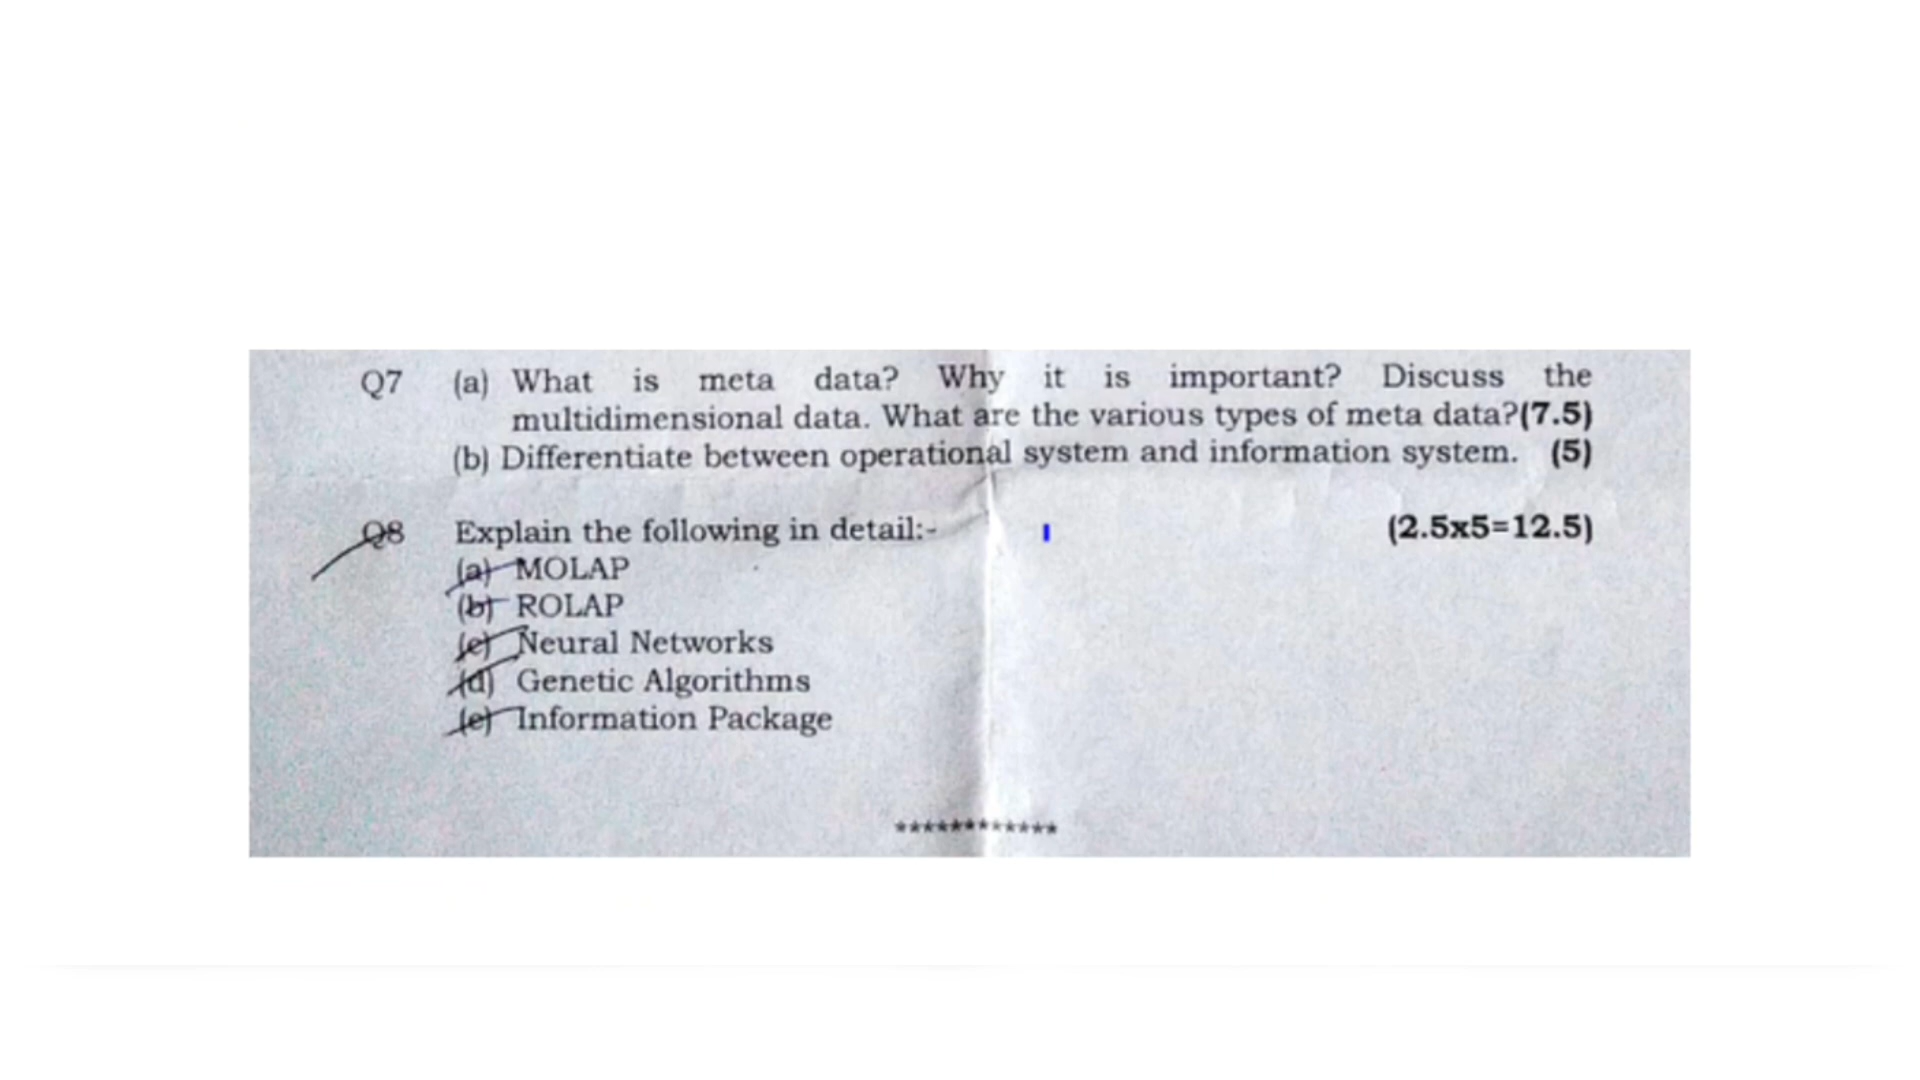 Q7 (a) What is meta data? Why it is important? Discuss the
multidimensional data. What are the various types of meta data?(7.5)
(b) Differentiate between operational system and information system. (5)
Q8 Explain the following in detail:- (2.5x5=12.5)
(a) MOLAP
(b) ROLAP
(c) Neural Networks
(d) Genetic Algorithms
(e) Information Package
************